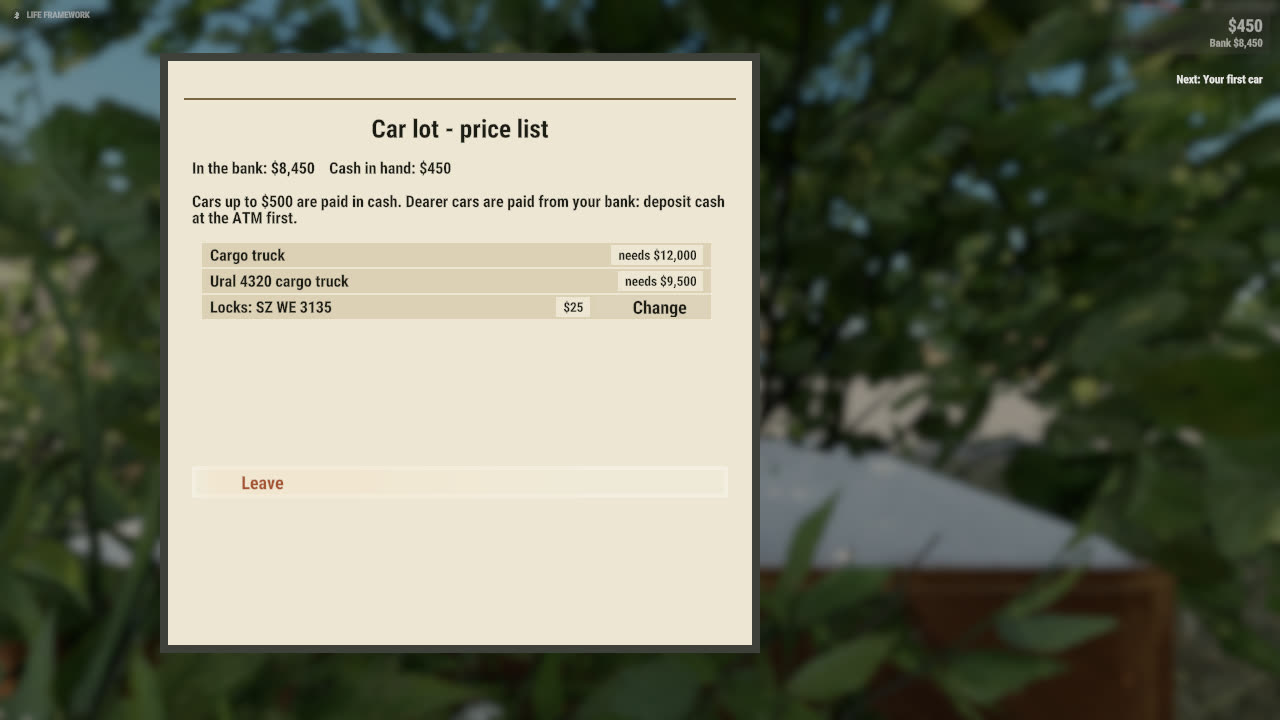 LIFE FRAMEWORK
$450
Bank $8,450
Next: Your first car
Car lot - price list
In the bank: $8,450 Cash in hand: $450
Cars up to $500 are paid in cash. Dearer cars are paid from your bank: deposit cash
at the ATM first.
Cargo truck needs $12,000
Ural 4320 cargo truck needs $9,500
Locks: SZ WE 3135 $25 Change
Leave